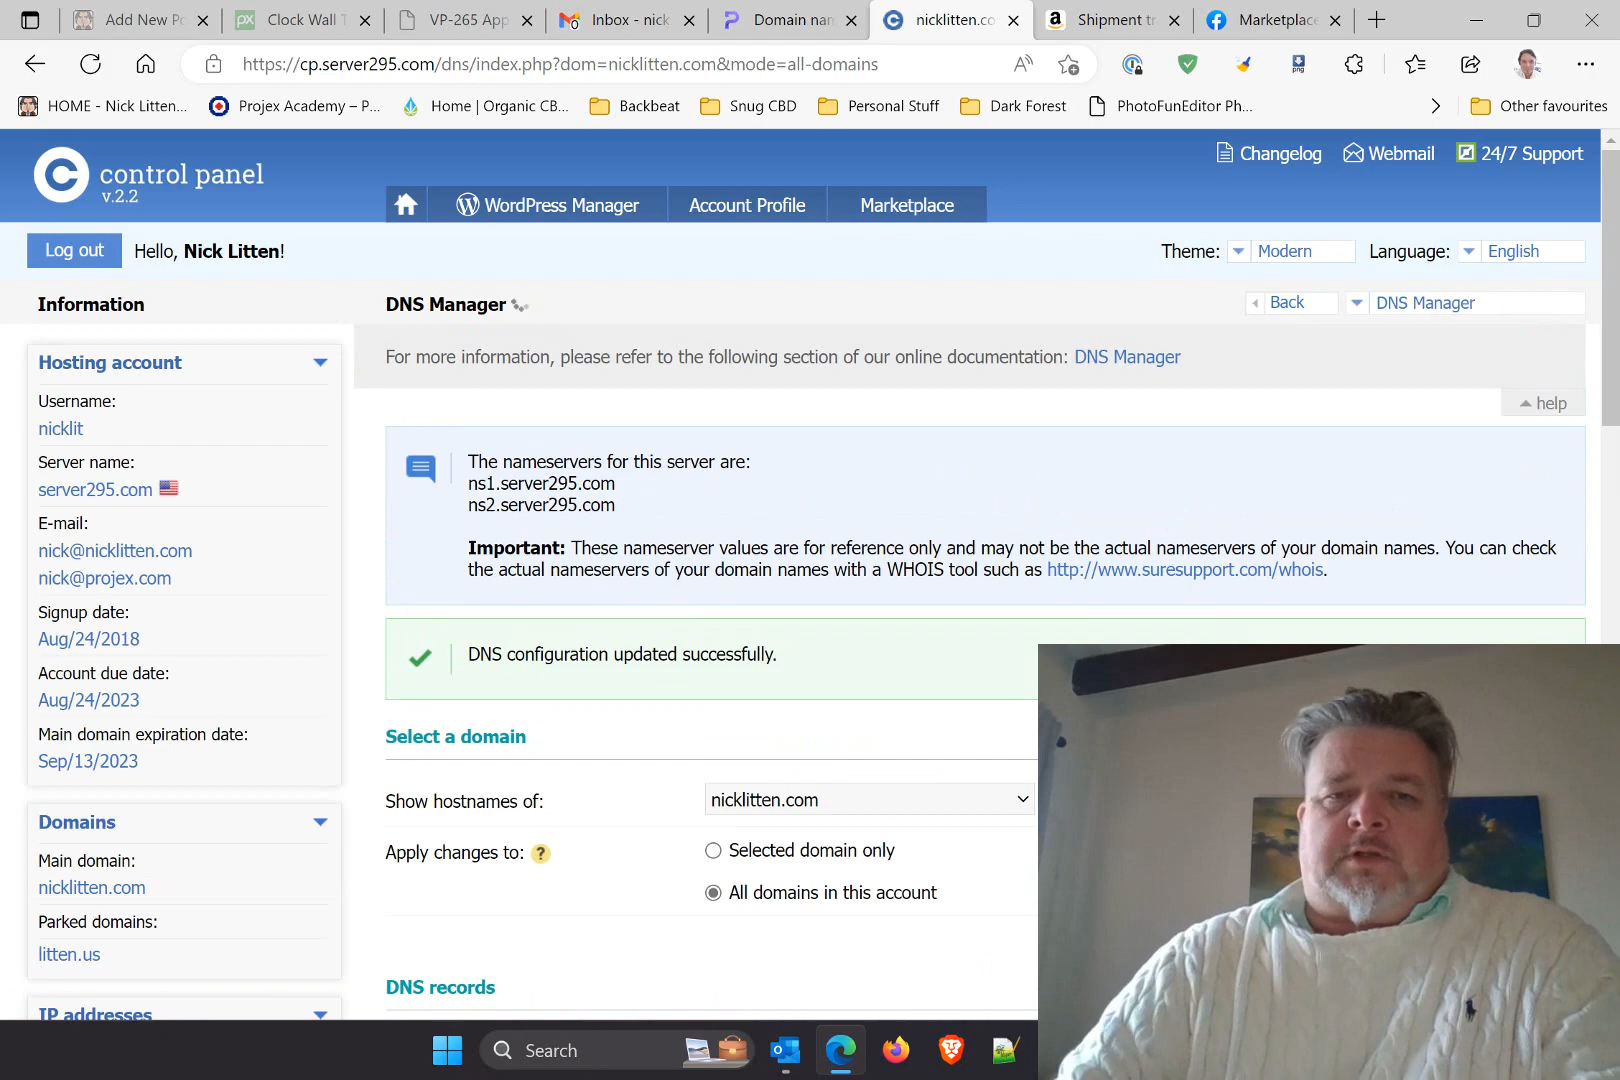 Add New Po
Clock Wall T
VP-265 App
Inbox - nick
Domain nam
nicklitten.co
Shipment tr
Marketplace
https://cp.server295.com/dns/index.php?dom=nicklitten.com&mode=all-domains
HOME - Nick Litten...
Projex Academy – P...
Home | Organic CB...
Backbeat
Snug CBD
Personal Stuff
Dark Forest
PhotoFunEditor Ph...
Other favourites
control panel
v.2.2
Changelog
Webmail
24/7 Support
WordPress Manager
Account Profile
Marketplace
Log out
Hello, Nick Litten!
Theme:
Modern
Language:
English
Information
DNS Manager
Back
DNS Manager
For more information, please refer to the following section of our online documentation: DNS Manager
help
Hosting account
Username:
nicklit
Server name:
server295.com
E-mail:
nick@nicklitten.com
nick@projex.com
Signup date:
Aug/24/2018
Account due date:
Aug/24/2023
Main domain expiration date:
Sep/13/2023
Domains
Main domain:
nicklitten.com
Parked domains:
litten.us
IP addresses
The nameservers for this server are:
ns1.server295.com
ns2.server295.com
Important: These nameserver values are for reference only and may not be the actual nameservers of your domain names. You can check
the actual nameservers of your domain names with a WHOIS tool such as http://www.suresupport.com/whois.
DNS configuration updated successfully.
Select a domain
Show hostnames of:
nicklitten.com
Apply changes to: ?
Selected domain only
All domains in this account
DNS records
Search